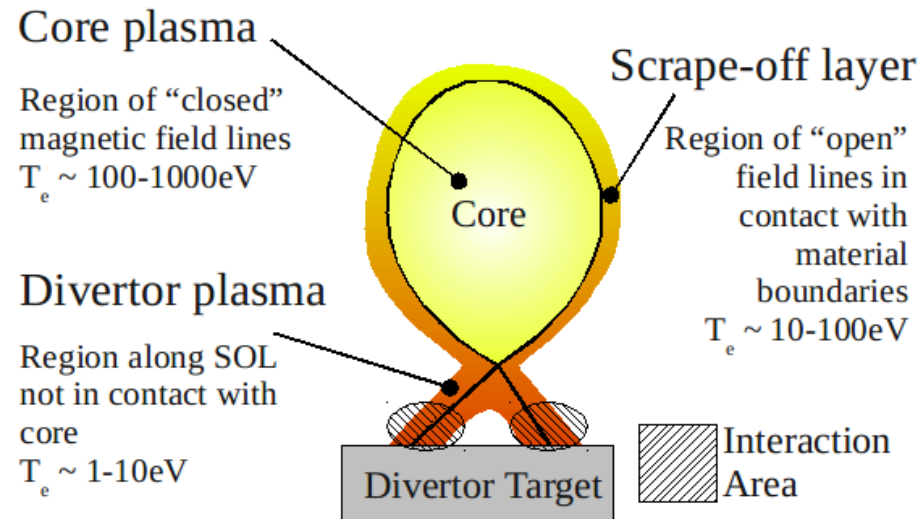 Core plasma
Region of “closed”
magnetic field lines
Te ~ 100-1000eV
Scrape-off layer
Region of “open”
field lines in
contact with
material
boundaries
Te ~ 10-100eV
Core
Divertor plasma
Region along SOL
not in contact with
core
Te ~ 1-10eV
Divertor Target
Interaction
Area